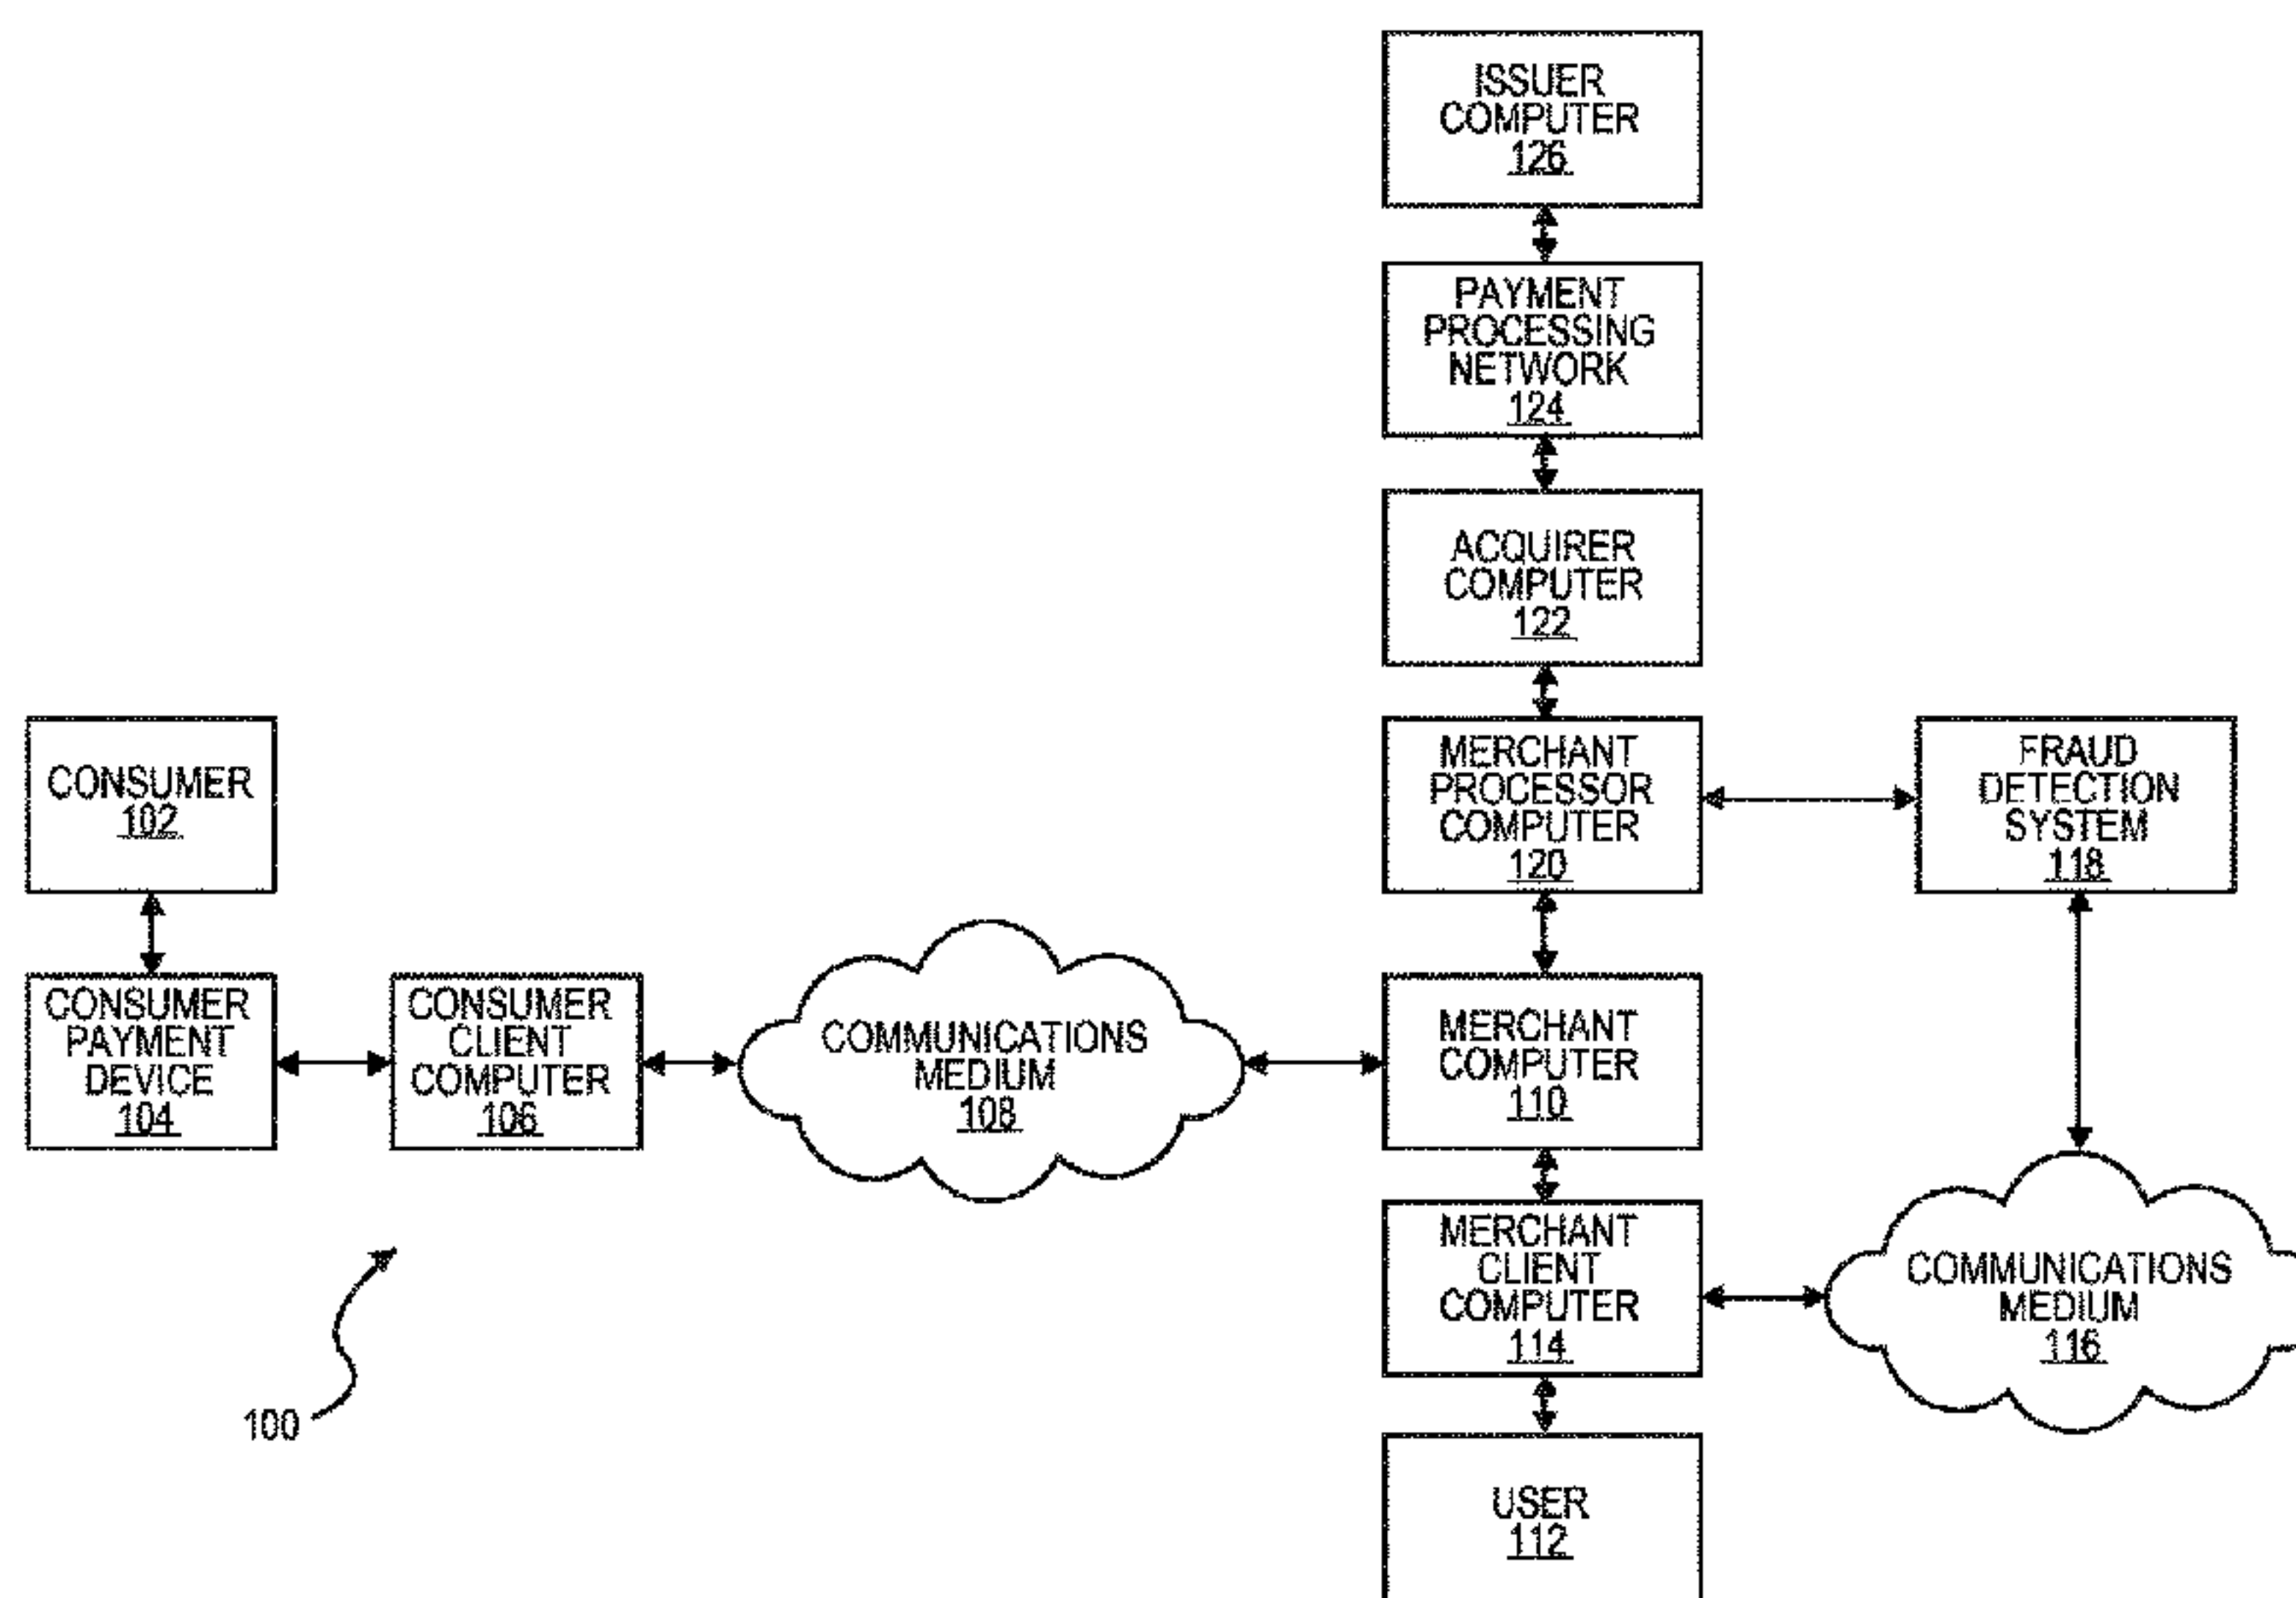 ISSUER
COMPUTER
126
PAYMENT
PROCESSING
NETWORK
124
ACQUIRER
COMPUTER
122
CONSUMER
102
MERCHANT
PROCESSOR
COMPUTER
120
FRAUD
DETECTION
SYSTEM
118
CONSUMER
PAYMENT
DEVICE
104
CONSUMER
CLIENT
COMPUTER
106
COMMUNICATIONS
MEDIUM
108
MERCHANT
COMPUTER
110
MERCHANT
CLIENT
COMPUTER
114
COMMUNICATIONS
MEDIUM
116
100
USER
112